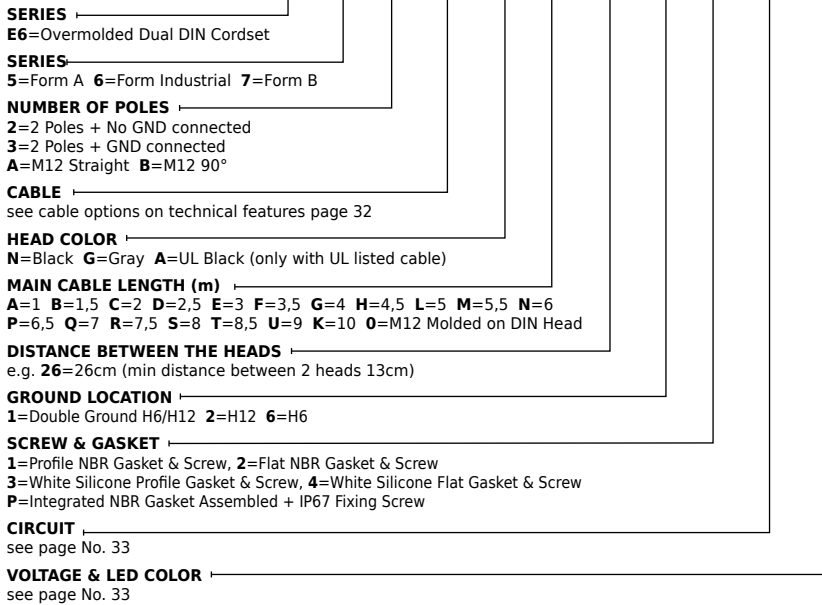 SERIES
E6=Overmolded Dual DIN Cordset
SERIES
5=Form A 6=Form Industrial 7=Form B
NUMBER OF POLES
2=2 Poles + No GND connected
3=2 Poles + GND connected
A=M12 Straight B=M12 90°
CABLE
see cable options on technical features page 32
HEAD COLOR
N=Black G=Gray A=UL Black (only with UL listed cable)
MAIN CABLE LENGTH (m)
A=1 B=1,5 C=2 D=2,5 E=3 F=3,5 G=4 H=4,5 L=5 M=5,5 N=6
P=6,5 Q=7 R=7,5 S=8 T=8,5 U=9 K=10 0=M12 Molded on DIN Head
DISTANCE BETWEEN THE HEADS
e.g. 26=26cm (min distance between 2 heads 13cm)
GROUND LOCATION
1=Double Ground H6/H12 2=H12 6=H6
SCREW & GASKET
1=Profile NBR Gasket & Screw, 2=Flat NBR Gasket & Screw
3=White Silicone Profile Gasket & Screw, 4=White Silicone Flat Gasket & Screw
P=Integrated NBR Gasket Assembled + IP67 Fixing Screw
CIRCUIT
see page No. 33
VOLTAGE & LED COLOR
see page No. 33